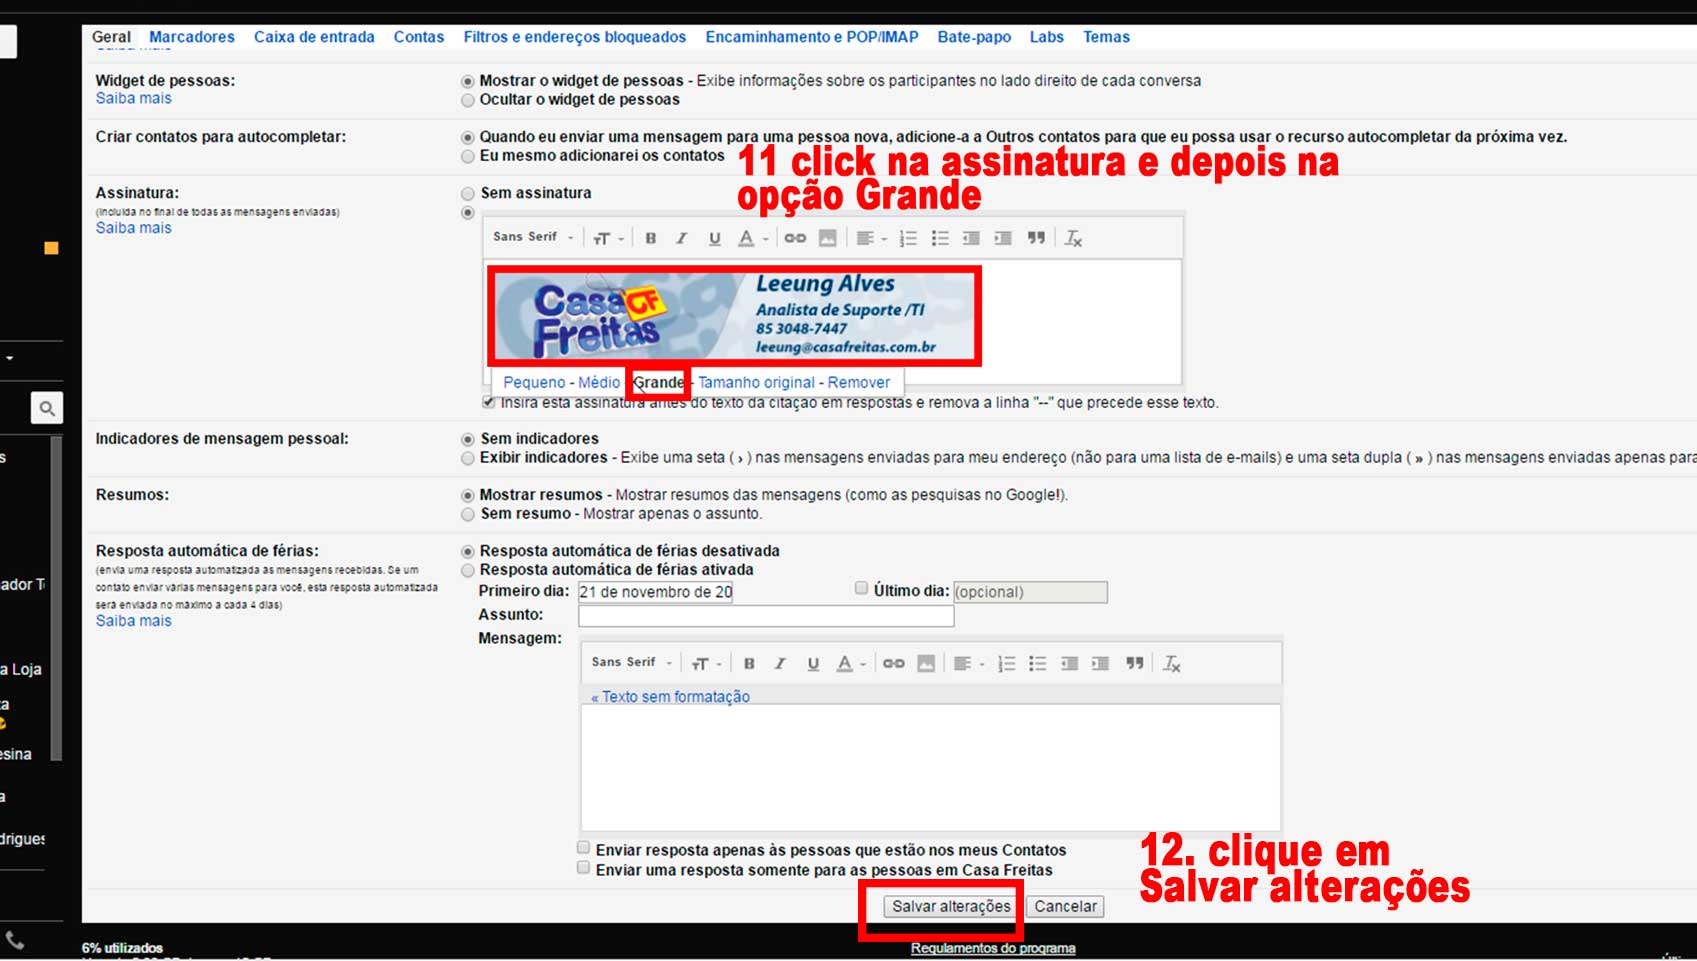 Geral Marcadores Caixa de entrada Contas Filtros e endereços bloqueados Encaminhamento e POP/IMAP Bate-papo Labs Temas
Widget de pessoas:
Saiba mais
Mostrar o widget de pessoas - Exibe informações sobre os participantes no lado direito de cada conversa
Ocultar o widget de pessoas
Criar contatos para autocompletar:
Quando eu enviar uma mensagem para uma pessoa nova, adicione-a a Outros contatos para que eu possa usar o recurso autocompletar da próxima vez.
Eu mesmo adicionarei os contatos
11 click na assinatura e depois na
opção Grande
Assinatura:
(incluída no final de todas as mensagens enviadas)
Saiba mais
Sem assinatura
Sans Serif
Casa CF
Freitas
Leeung Alves
Analista de Suporte /TI
85 3048-7447
leeung@casafreitas.com.br
Pequeno - Médio - Grande - Tamanho original - Remover
Insira esta assinatura antes do texto da citação em respostas e remova a linha "--" que precede esse texto.
Indicadores de mensagem pessoal:
Sem indicadores
Exibir indicadores - Exibe uma seta ( › ) nas mensagens enviadas para meu endereço (não para uma lista de e-mails) e uma seta dupla ( » ) nas mensagens enviadas apenas para
Resumos:
Mostrar resumos - Mostrar resumos das mensagens (como as pesquisas no Google!).
Sem resumo - Mostrar apenas o assunto.
Resposta automática de férias:
(envia uma resposta automatizada às mensagens recebidas. Se um
contato enviar várias mensagens para você, esta resposta automatizada
será enviada no máximo a cada 4 dias)
Saiba mais
Resposta automática de férias desativada
Resposta automática de férias ativada
Primeiro dia: 21 de novembro de 20 Último dia: (opcional)
Assunto:
Mensagem:
Sans Serif
« Texto sem formatação
Enviar resposta apenas às pessoas que estão nos meus Contatos
Enviar uma resposta somente para as pessoas em Casa Freitas
12. clique em
Salvar alterações
Salvar alterações Cancelar
ador T
a Loja
esina
drigues
6% utilizados
Regulamentos do programa